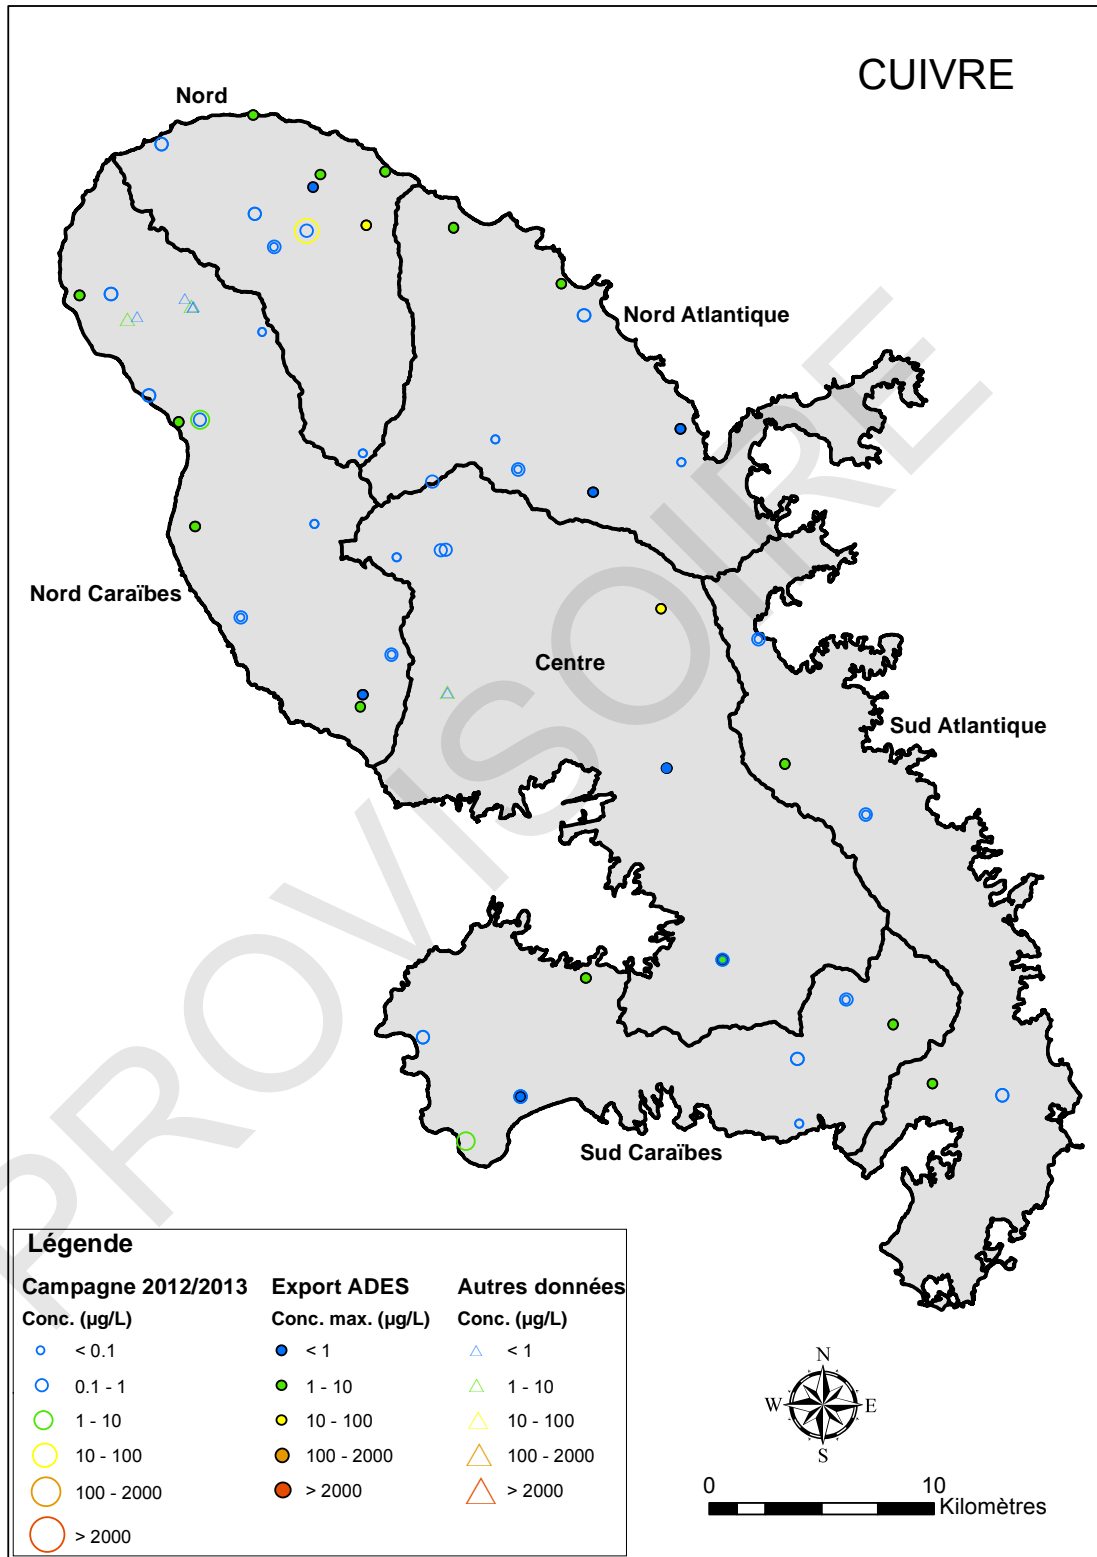 CUIVRE
Nord
Nord Atlantique
Nord Caraïbes
Centre
Sud Atlantique
Sud Caraïbes
PROVISOIRE
Légende
Campagne 2012/2013
Conc. (µg/L)
< 0.1
0.1 - 1
1 - 10
10 - 100
100 - 2000
> 2000
Export ADES
Conc. max. (µg/L)
< 1
1 - 10
10 - 100
100 - 2000
> 2000
Autres données
Conc. (µg/L)
< 1
1 - 10
10 - 100
100 - 2000
> 2000
N
W E
S
0 10
Kilomètres